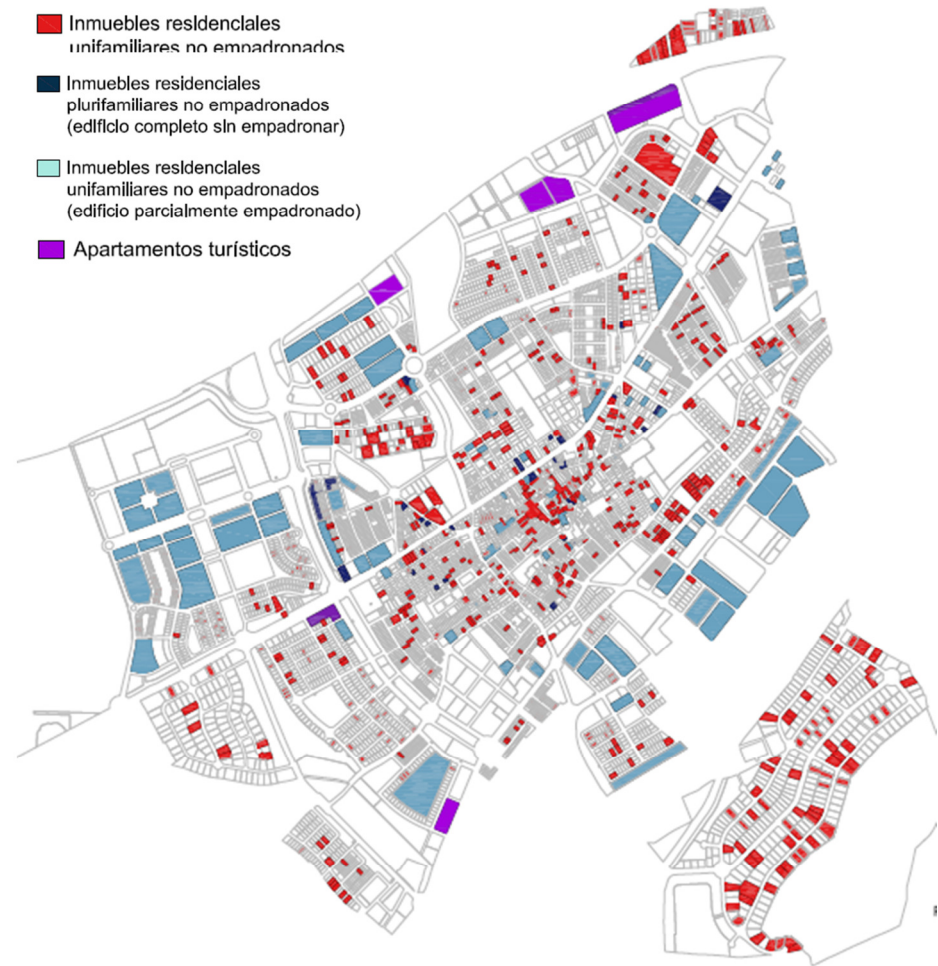 Inmuebles residenciales
unifamiliares no empadronados
Inmuebles residenciales
plurifamiliares no empadronados
(edificio completo sin empadronar)
Inmuebles residenciales
unifamiliares no empadronados
(edificio parcialmente empadronado)
Apartamentos turísticos